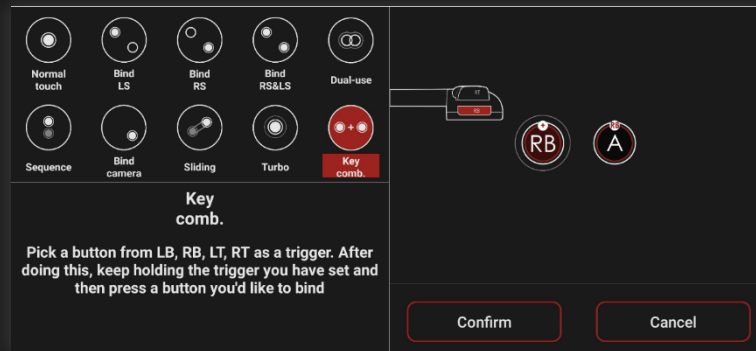 Normal
touch
Bind
LS
Bind
RS
Bind
RS&LS
Dual-use
Sequence
Bind
camera
Sliding
Turbo
Key
comb.
Key
comb.
Pick a button from LB, RB, LT, RT as a trigger. After
doing this, keep holding the trigger you have set and
then press a button you'd like to bind
RT
RB
RB
RB
A
Confirm
Cancel